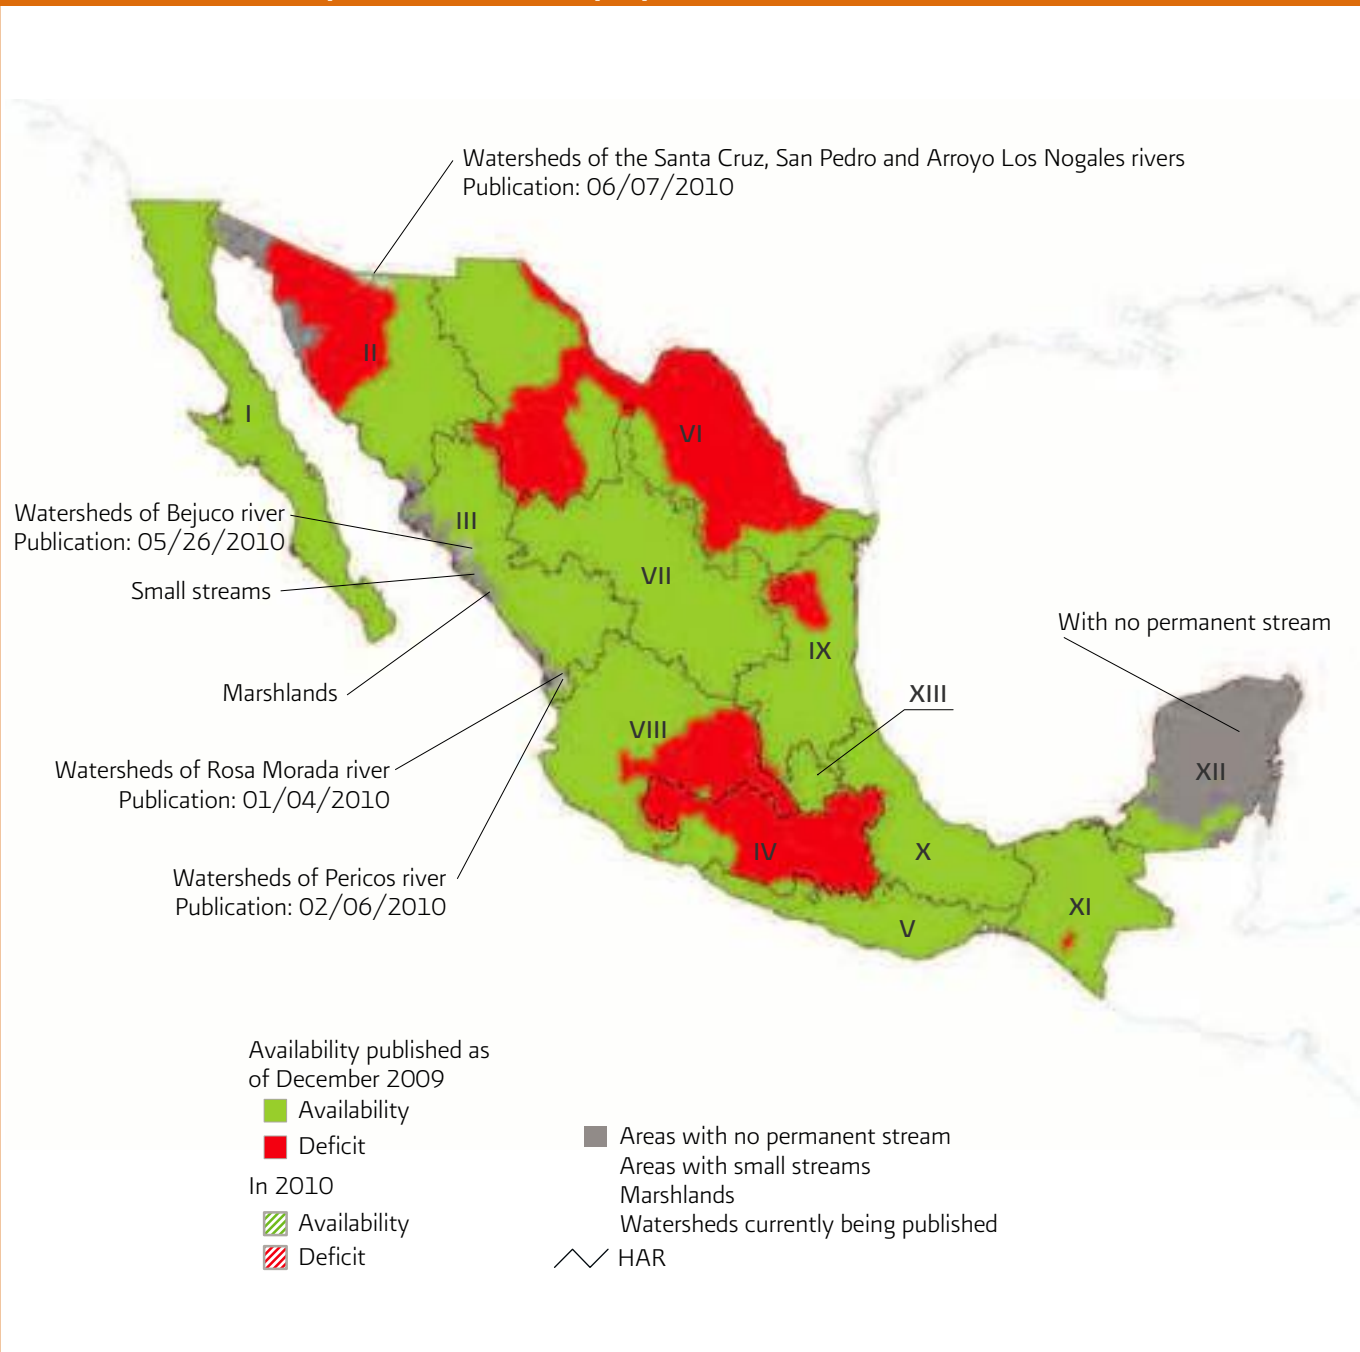 Watersheds of the Santa Cruz, San Pedro and Arroyo Los Nogales rivers
Publication: 06/07/2010
II
I
VI
Watersheds of Bejuco river
Publication: 05/26/2010
III
Small streams
VII
With no permanent stream
IX
Marshlands
XIII
VIII
Watersheds of Rosa Morada river
Publication: 01/04/2010
XII
IV
X
Watersheds of Pericos river
Publication: 02/06/2010
XI
V
Availability published as
of December 2009
Availability
Deficit
In 2010
Availability
Deficit
Areas with no permanent stream
Areas with small streams
Marshlands
Watersheds currently being published
HAR